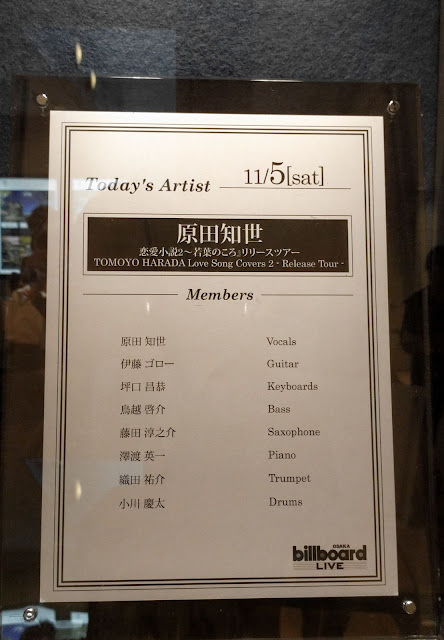 Today's Artist 11/5[sat]
原田知世
恋愛小説2～若葉のころ』リリースツアー
TOMOYO HARADA Love Song Covers 2 - Release Tour -
Members
原田 知世 Vocals
伊藤 ゴロー Guitar
坪口 昌恭 Keyboards
鳥越 啓介 Bass
藤田 淳之介 Saxophone
澤渡 英一 Piano
織田 祐介 Trumpet
小川 慶太 Drums
OSAKA
billboard
LIVE